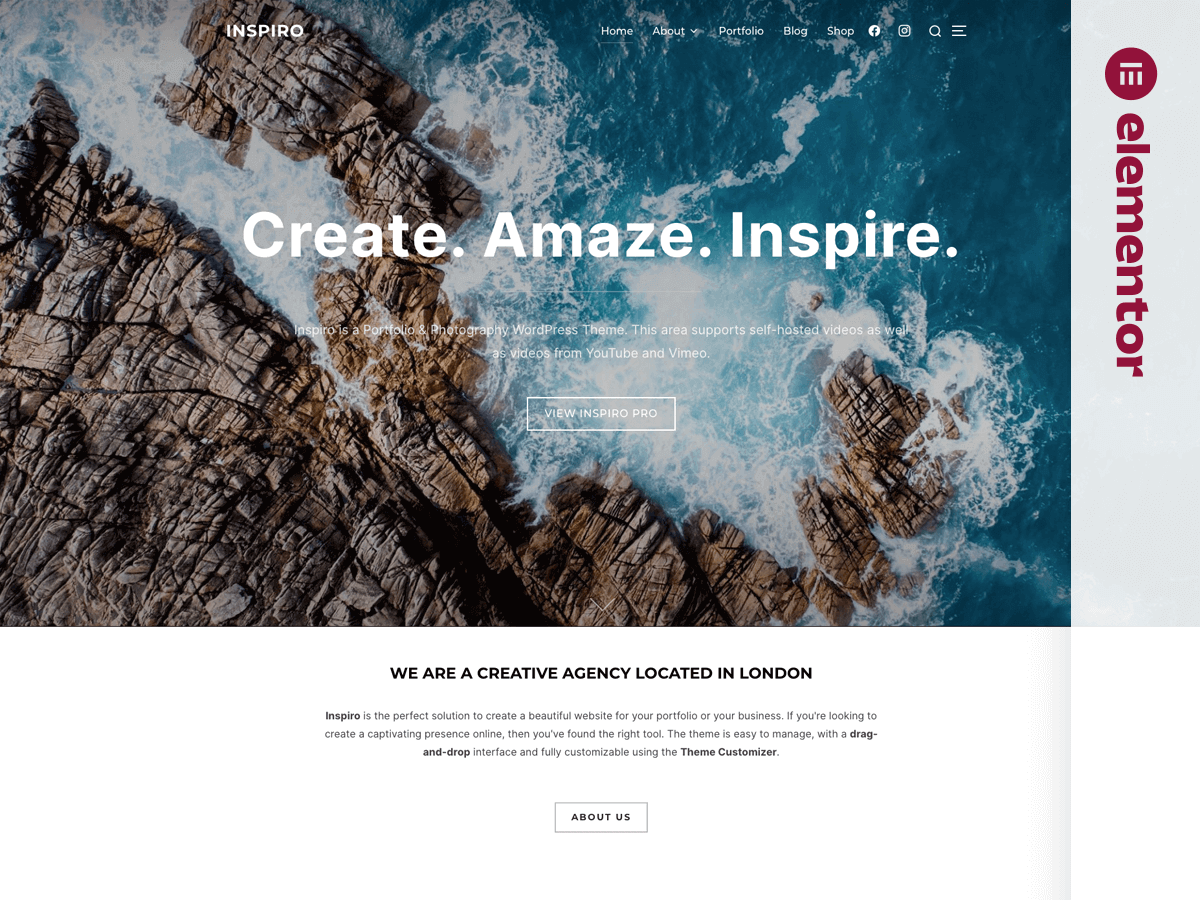 INSPIRO
Home About Portfolio Blog Shop
elementor
Create. Amaze. Inspire.
Inspiro is a Portfolio & Photography WordPress Theme. This area supports self-hosted videos as well
as videos from YouTube and Vimeo.
VIEW INSPIRO PRO
WE ARE A CREATIVE AGENCY LOCATED IN LONDON
Inspiro is the perfect solution to create a beautiful website for your portfolio or your business. If you're looking to
create a captivating presence online, then you've found the right tool. The theme is easy to manage, with a drag-
and-drop interface and fully customizable using the Theme Customizer.
ABOUT US